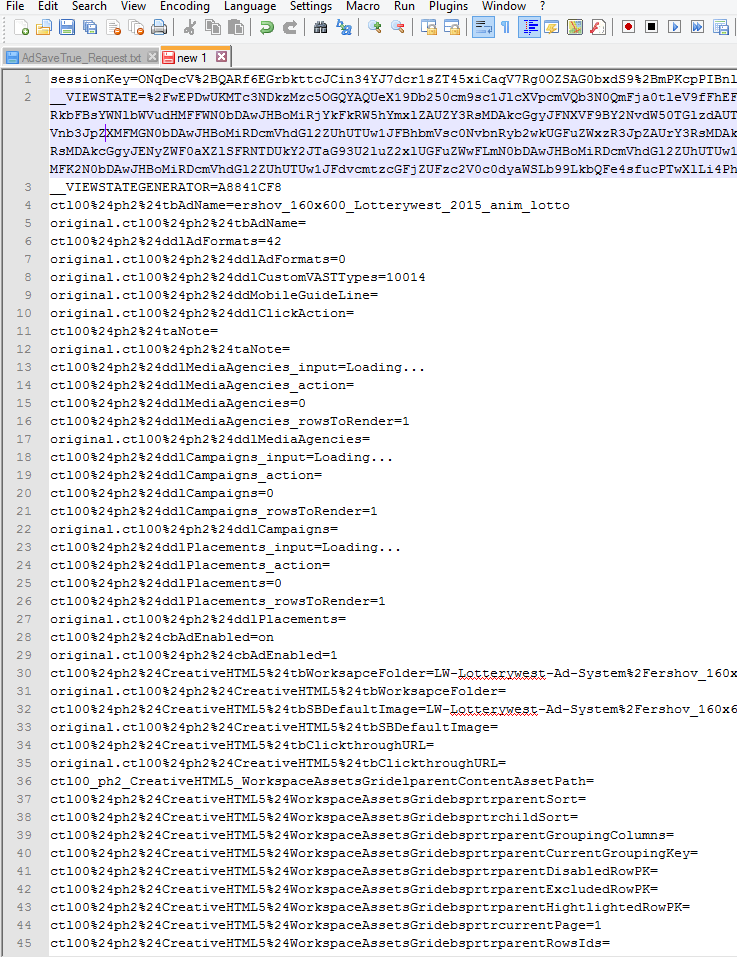 File Edit Search View Encoding Language Settings Macro Run Plugins Window ?
AdSaveTrue_Request.txt new 1
1 sessionKey=ONqDecV%2BQARf6EGrbkttcJCin34YJ7dcr1sZT45xiCaqV7Rg0OZSAG0bxdS9%2BmPKcpPIBnl
2 __VIEWSTATE=%2FwEPDwUKMTc3NDkzMzc5OGQYAQUeX19Db250cm9sc1JlcXVpcmVQb3N0QmFja0tleV9fFhEF
RkbFBsYWNlbWVudHMFFWN0bDAwJHBoMiRjYkFkRW5hYmxlZAUZY3RsMDAkcGgyJFNXVF9BY2NvdW50TGlzdAUT
Vnb3JpZXMFMGN0bDAwJHBoMiRDcmVhdGl2ZUhUTUw1JFBhbmVsc0NvbnRyb2wkUGFuZWxzR3JpZAUrY3RsMDAk
RsMDAkcGgyJENyZWF0aXZlSFRNTDUkY2JTaG93U2luZ2xlUGFuZWwFLmN0bDAwJHBoMiRDcmVhdGl2ZUhUTUw1
MFK2N0bDAwJHBoMiRDcmVhdGl2ZUhUTUw1JFdvcmtzcGFjZUFzc2V0c0dyaWSLb99LkbQFe4sfucPTwXlLi4Ph
3 __VIEWSTATEGENERATOR=A8841CF8
4 ctl00%24ph2%24tbAdName=ershov_160x600_Lotterywest_2015_anim_lotto
5 original.ctl00%24ph2%24tbAdName=
6 ctl00%24ph2%24ddlAdFormats=42
7 original.ctl00%24ph2%24ddlAdFormats=0
8 ctl00%24ph2%24ddlCustomVASTTypes=10014
9 original.ctl00%24ph2%24ddMobileGuideLine=
10 original.ctl00%24ph2%24ddlClickAction=
11 ctl00%24ph2%24taNote=
12 original.ctl00%24ph2%24taNote=
13 ctl00%24ph2%24ddlMediaAgencies_input=Loading...
14 ctl00%24ph2%24ddlMediaAgencies_action=
15 ctl00%24ph2%24ddlMediaAgencies=0
16 ctl00%24ph2%24ddlMediaAgencies_rowsToRender=1
17 original.ctl00%24ph2%24ddlMediaAgencies=
18 ctl00%24ph2%24ddlCampaigns_input=Loading...
19 ctl00%24ph2%24ddlCampaigns_action=
20 ctl00%24ph2%24ddlCampaigns=0
21 ctl00%24ph2%24ddlCampaigns_rowsToRender=1
22 original.ctl00%24ph2%24ddlCampaigns=
23 ctl00%24ph2%24ddlPlacements_input=Loading...
24 ctl00%24ph2%24ddlPlacements_action=
25 ctl00%24ph2%24ddlPlacements=0
26 ctl00%24ph2%24ddlPlacements_rowsToRender=1
27 original.ctl00%24ph2%24ddlPlacements=
28 ctl00%24ph2%24cbAdEnabled=on
29 original.ctl00%24ph2%24cbAdEnabled=1
30 ctl00%24ph2%24CreativeHTML5%24tbWorksapceFolder=LW-Lotterywest-Ad-System%2Fershov_160x
31 original.ctl00%24ph2%24CreativeHTML5%24tbWorksapceFolder=
32 ctl00%24ph2%24CreativeHTML5%24tbSBDefaultImage=LW-Lotterywest-Ad-System%2Fershov_160x6
33 original.ctl00%24ph2%24CreativeHTML5%24tbSBDefaultImage=
34 ctl00%24ph2%24CreativeHTML5%24tbClickthroughURL=
35 original.ctl00%24ph2%24CreativeHTML5%24tbClickthroughURL=
36 ctl00_ph2_CreativeHTML5_WorkspaceAssetsGridelparentContentAssetPath=
37 ctl00%24ph2%24CreativeHTML5%24WorkspaceAssetsGridebsprtrparentSort=
38 ctl00%24ph2%24CreativeHTML5%24WorkspaceAssetsGridebsprtrchildSort=
39 ctl00%24ph2%24CreativeHTML5%24WorkspaceAssetsGridebsprtrparentGroupingColumns=
40 ctl00%24ph2%24CreativeHTML5%24WorkspaceAssetsGridebsprtrparentCurrentGroupingKey=
41 ctl00%24ph2%24CreativeHTML5%24WorkspaceAssetsGridebsprtrparentDisabledRowPK=
42 ctl00%24ph2%24CreativeHTML5%24WorkspaceAssetsGridebsprtrparentExcludedRowPK=
43 ctl00%24ph2%24CreativeHTML5%24WorkspaceAssetsGridebsprtrparentHightlightedRowPK=
44 ctl00%24ph2%24CreativeHTML5%24WorkspaceAssetsGridebsprtrcurrentPage=1
45 ctl00%24ph2%24CreativeHTML5%24WorkspaceAssetsGridebsprtrparentRowsIds=